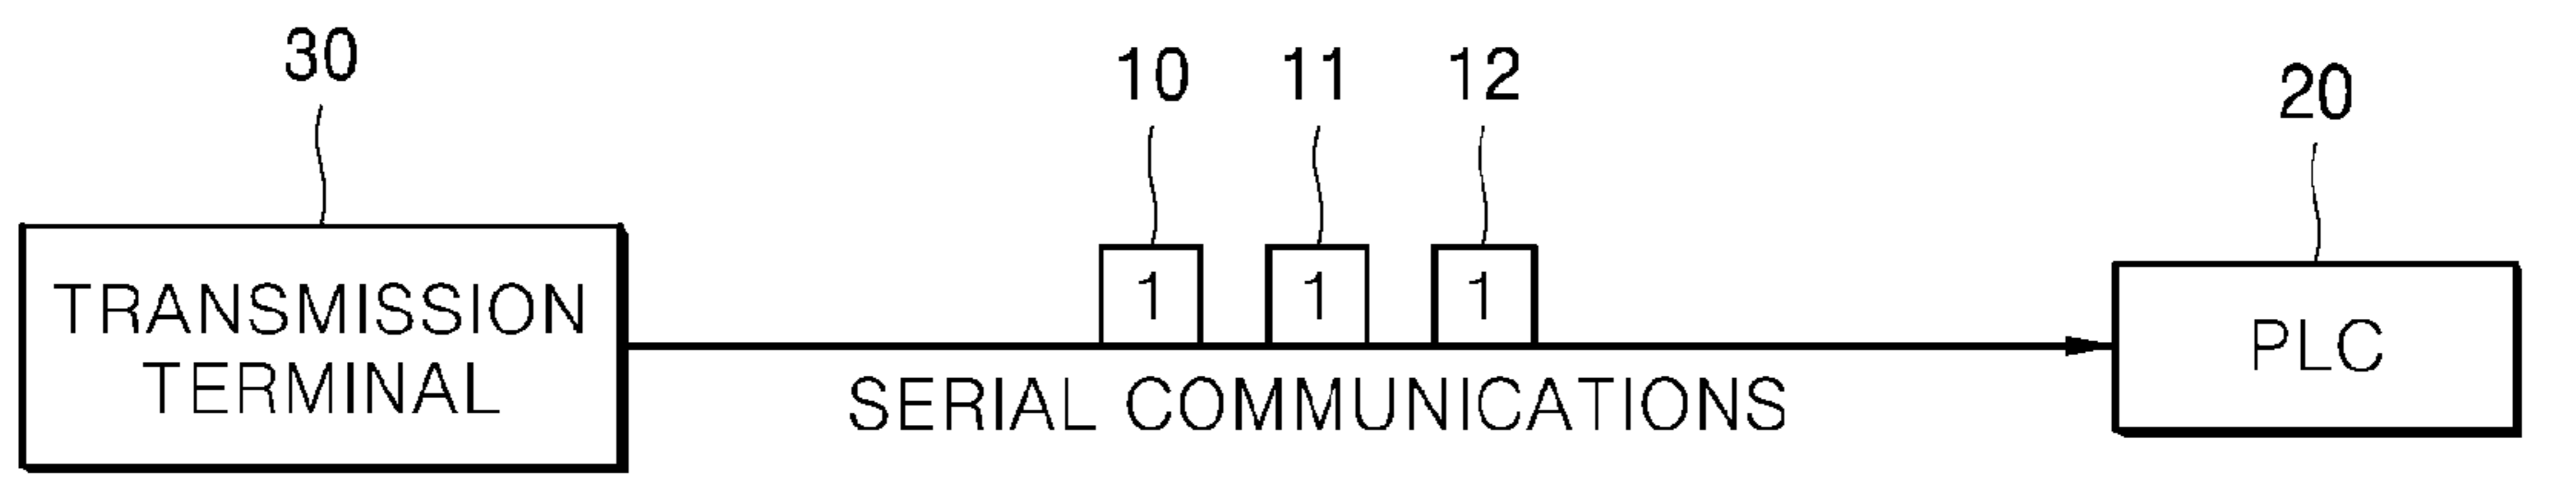 30
10 11 12
20
TRANSMISSION
TERMINAL
1 1 1
PLC
SERIAL COMMUNICATIONS